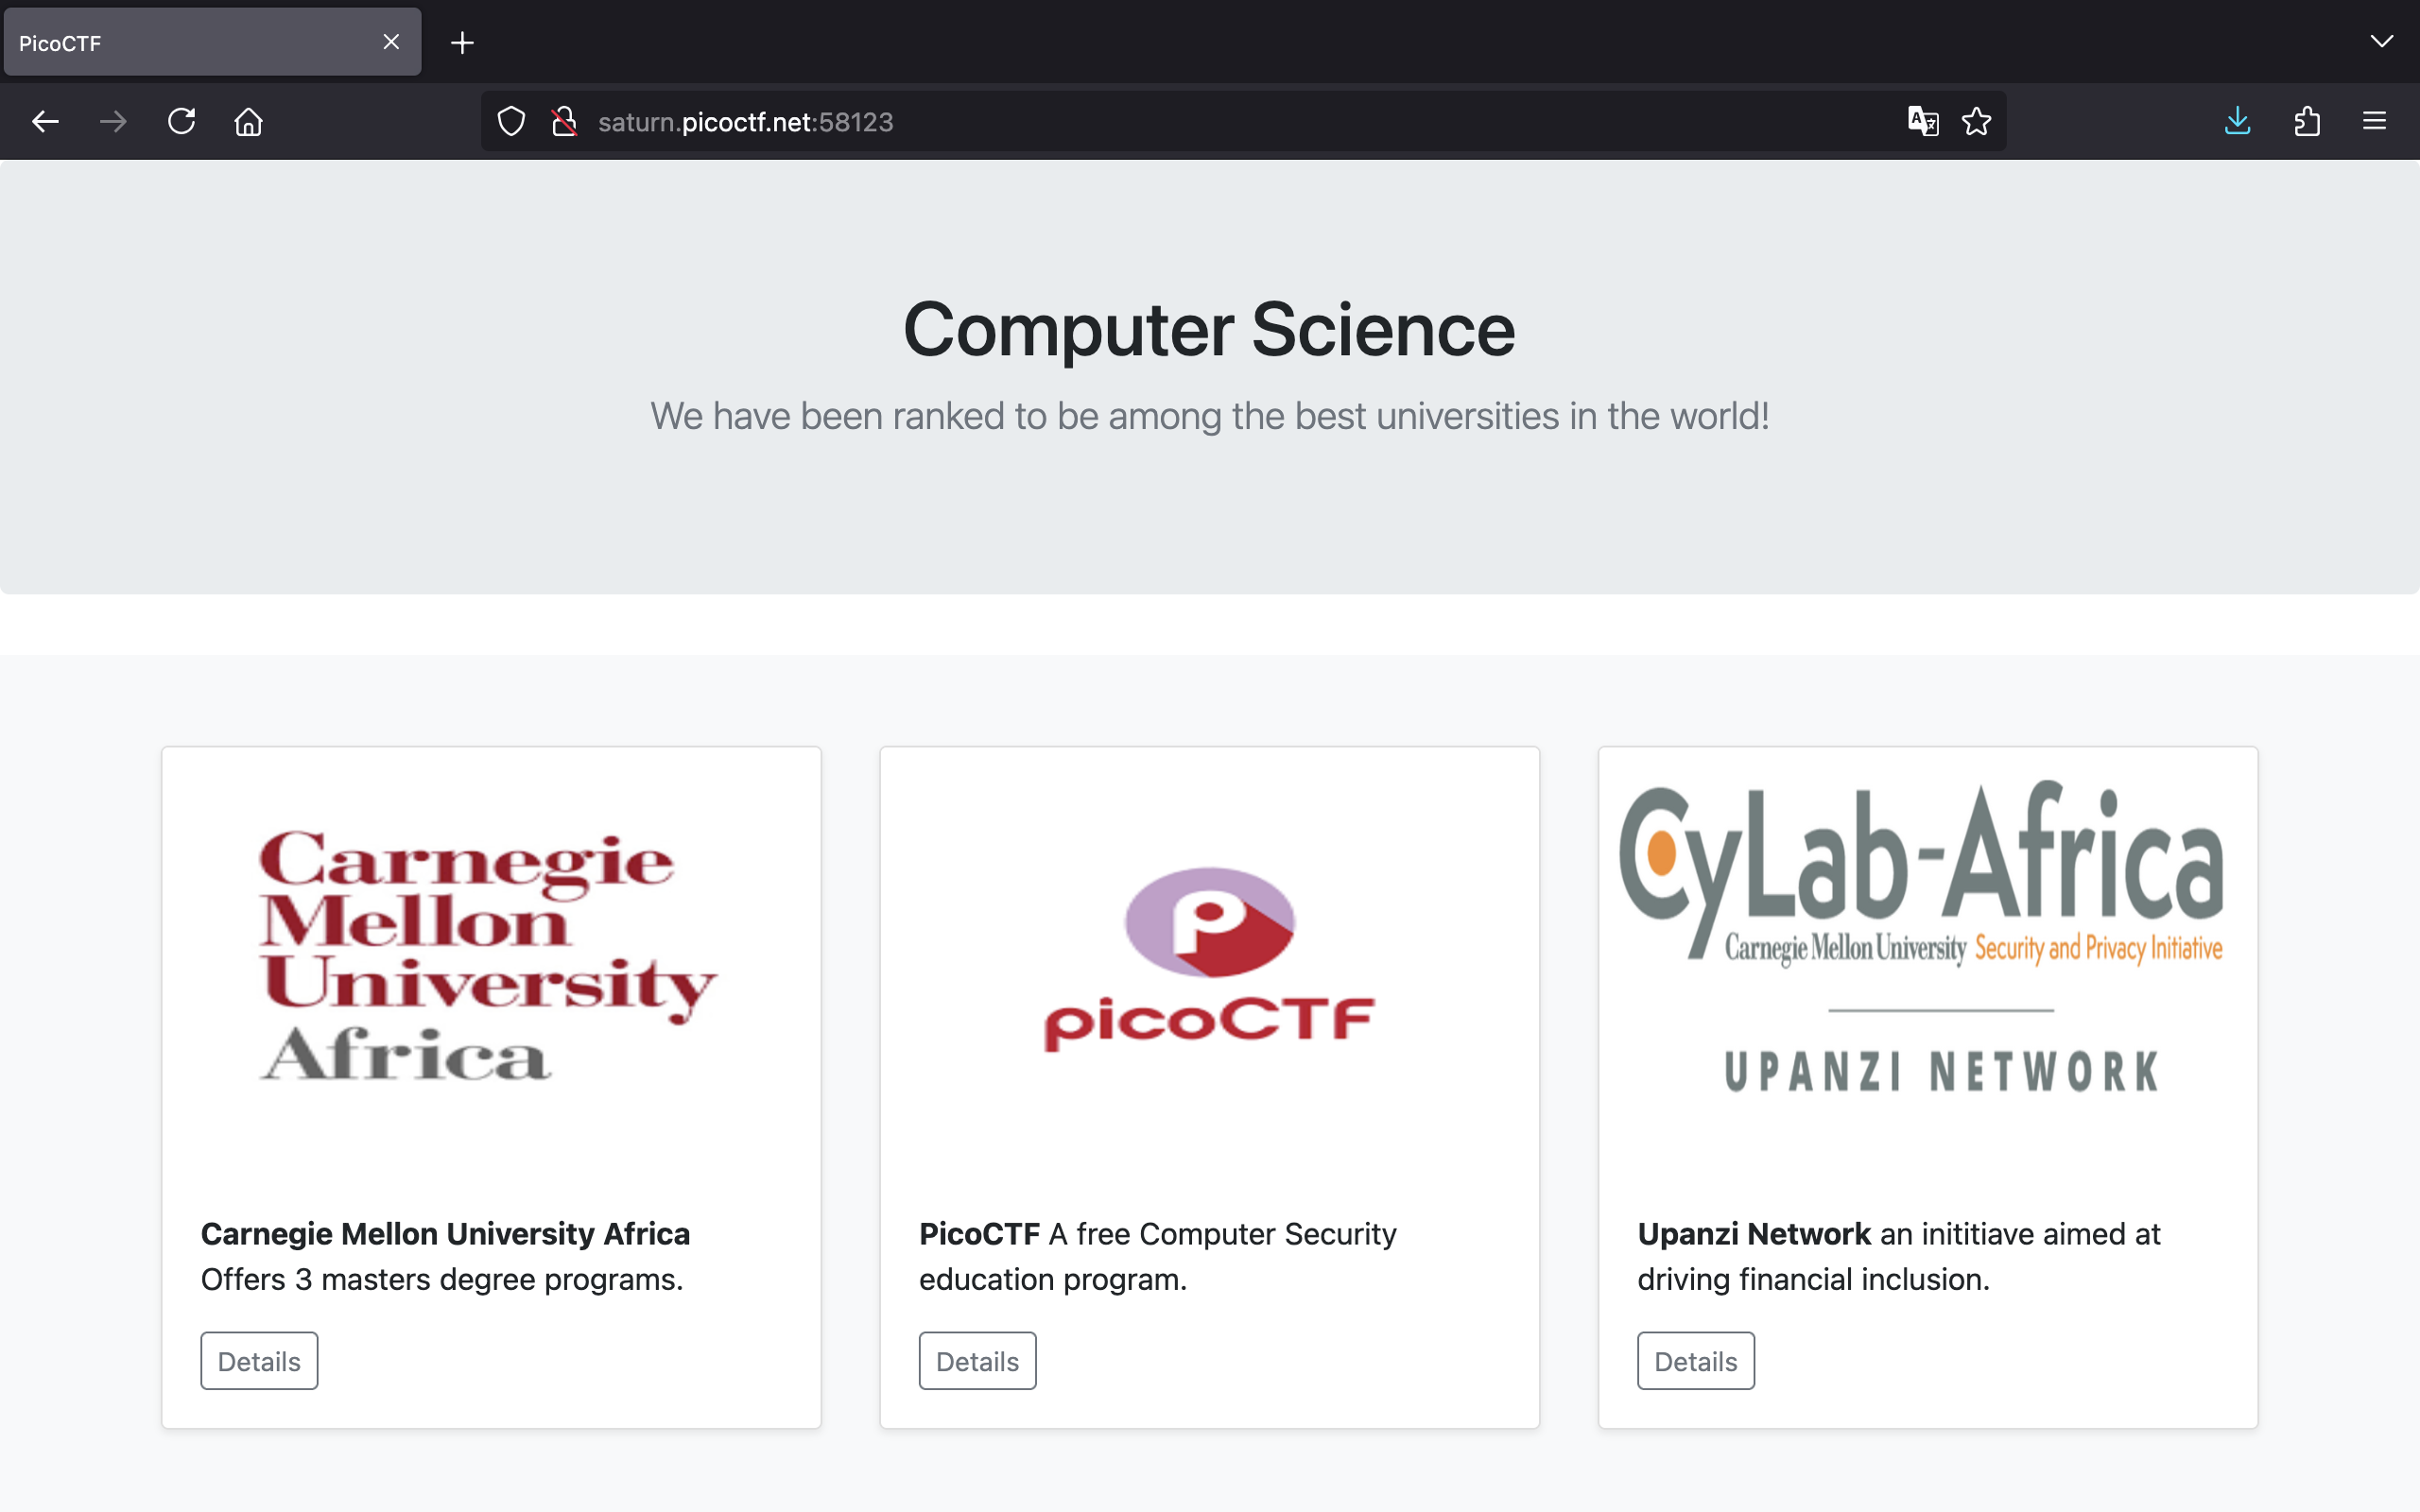 PicoCTF
saturn.picoctf.net:58123
Computer Science
We have been ranked to be among the best universities in the world!
Carnegie
Mellon
University
Africa
Carnegie Mellon University Africa
Offers 3 masters degree programs.
Details
P
picoCTF
PicoCTF A free Computer Security
education program.
Details
CyLab-Africa
Carnegie Mellon University Security and Privacy Initiative
UPANZI NETWORK
Upanzi Network an inititiave aimed at
driving financial inclusion.
Details